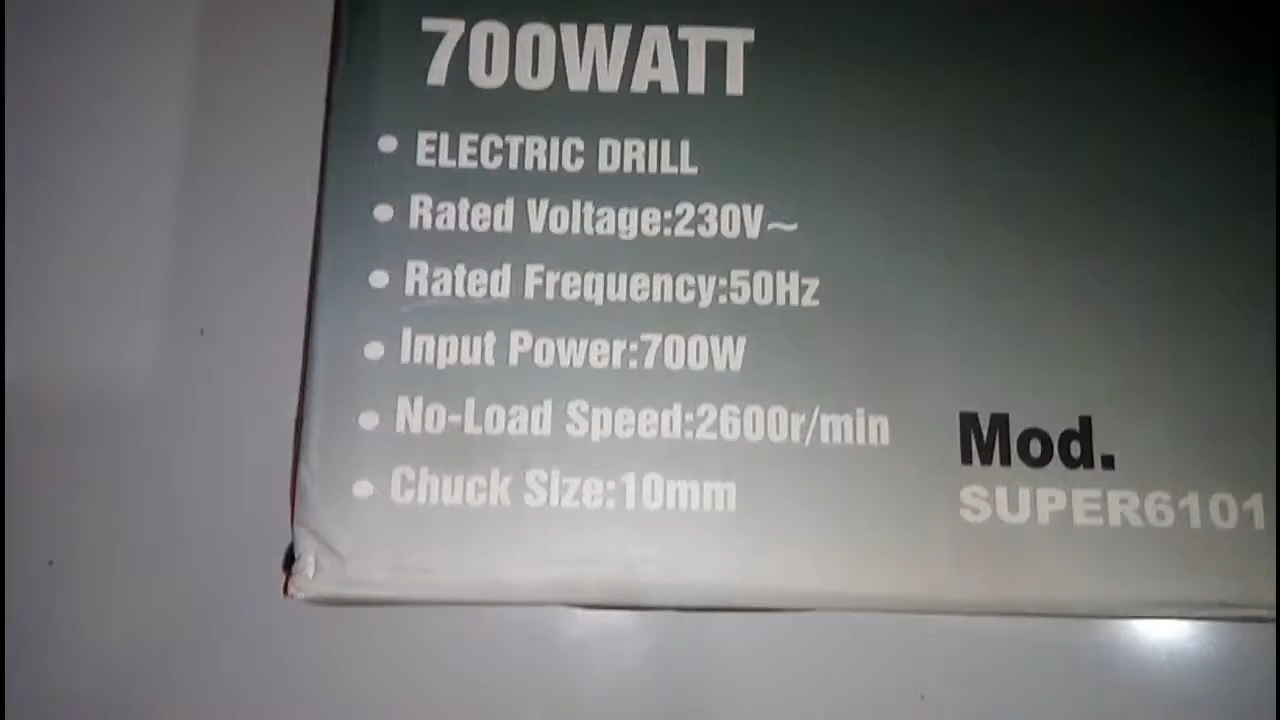 700WATT
• ELECTRIC DRILL
• Rated Voltage:230V~
• Rated Frequency:50Hz
• Input Power:700W
• No-Load Speed:2600r/min
• Chuck Size:10mm
Mod.
SUPER6101